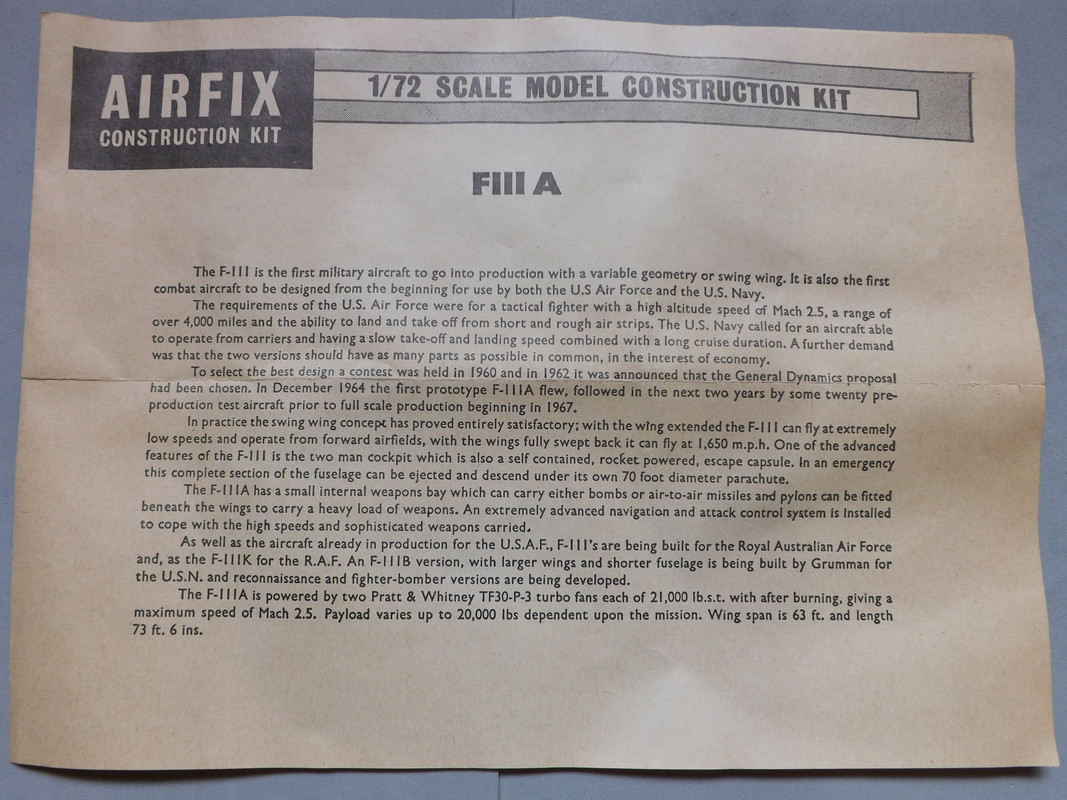 AIRFIX
CONSTRUCTION KIT
1/72 SCALE MODEL CONSTRUCTION KIT
F111 A
The F-111 is the first military aircraft to go into production with a variable geometry or swing wing. It is also the first
combat aircraft to be designed from the beginning for use by both the U.S Air Force and the U.S. Navy.
The requirements of the U.S. Air Force were for a tactical fighter with a high altitude speed of Mach 2.5, a range of
over 4,000 miles and the ability to land and take off from short and rough air strips. The U.S. Navy called for an aircraft able
to operate from carriers and having a slow take-off and landing speed combined with a long cruise duration. A further demand
was that the two versions should have as many parts as possible in common, in the interest of economy.
To select the best design a contest was held in 1960 and in 1962 it was announced that the General Dynamics proposal
had been chosen. In December 1964 the first prototype F-111A flew, followed in the next two years by some twenty pre-
production test aircraft prior to full scale production beginning in 1967.
In practice the swing wing concept has proved entirely satisfactory; with the wing extended the F-111 can fly at extremely
low speeds and operate from forward airfields, with the wings fully swept back it can fly at 1,650 m.p.h. One of the advanced
features of the F-111 is the two man cockpit which is also a self contained, rocket powered, escape capsule. In an emergency
this complete section of the fuselage can be ejected and descend under its own 70 foot diameter parachute.
The F-111A has a small internal weapons bay which can carry either bombs or air-to-air missiles and pylons can be fitted
beneath the wings to carry a heavy load of weapons. An extremely advanced navigation and attack control system is installed
to cope with the high speeds and sophisticated weapons carried.
As well as the aircraft already in production for the U.S.A.F., F-111's are being built for the Royal Australian Air Force
and, as the F-111K for the R.A.F. An F-111B version, with larger wings and shorter fuselage is being built by Grumman for
the U.S.N. and reconnaissance and fighter-bomber versions are being developed.
The F-111A is powered by two Pratt & Whitney TF30-P-3 turbo fans each of 21,000 lb.s.t. with after burning, giving a
maximum speed of Mach 2.5. Payload varies up to 20,000 lbs dependent upon the mission. Wing span is 63 ft. and length
73 ft. 6 ins.